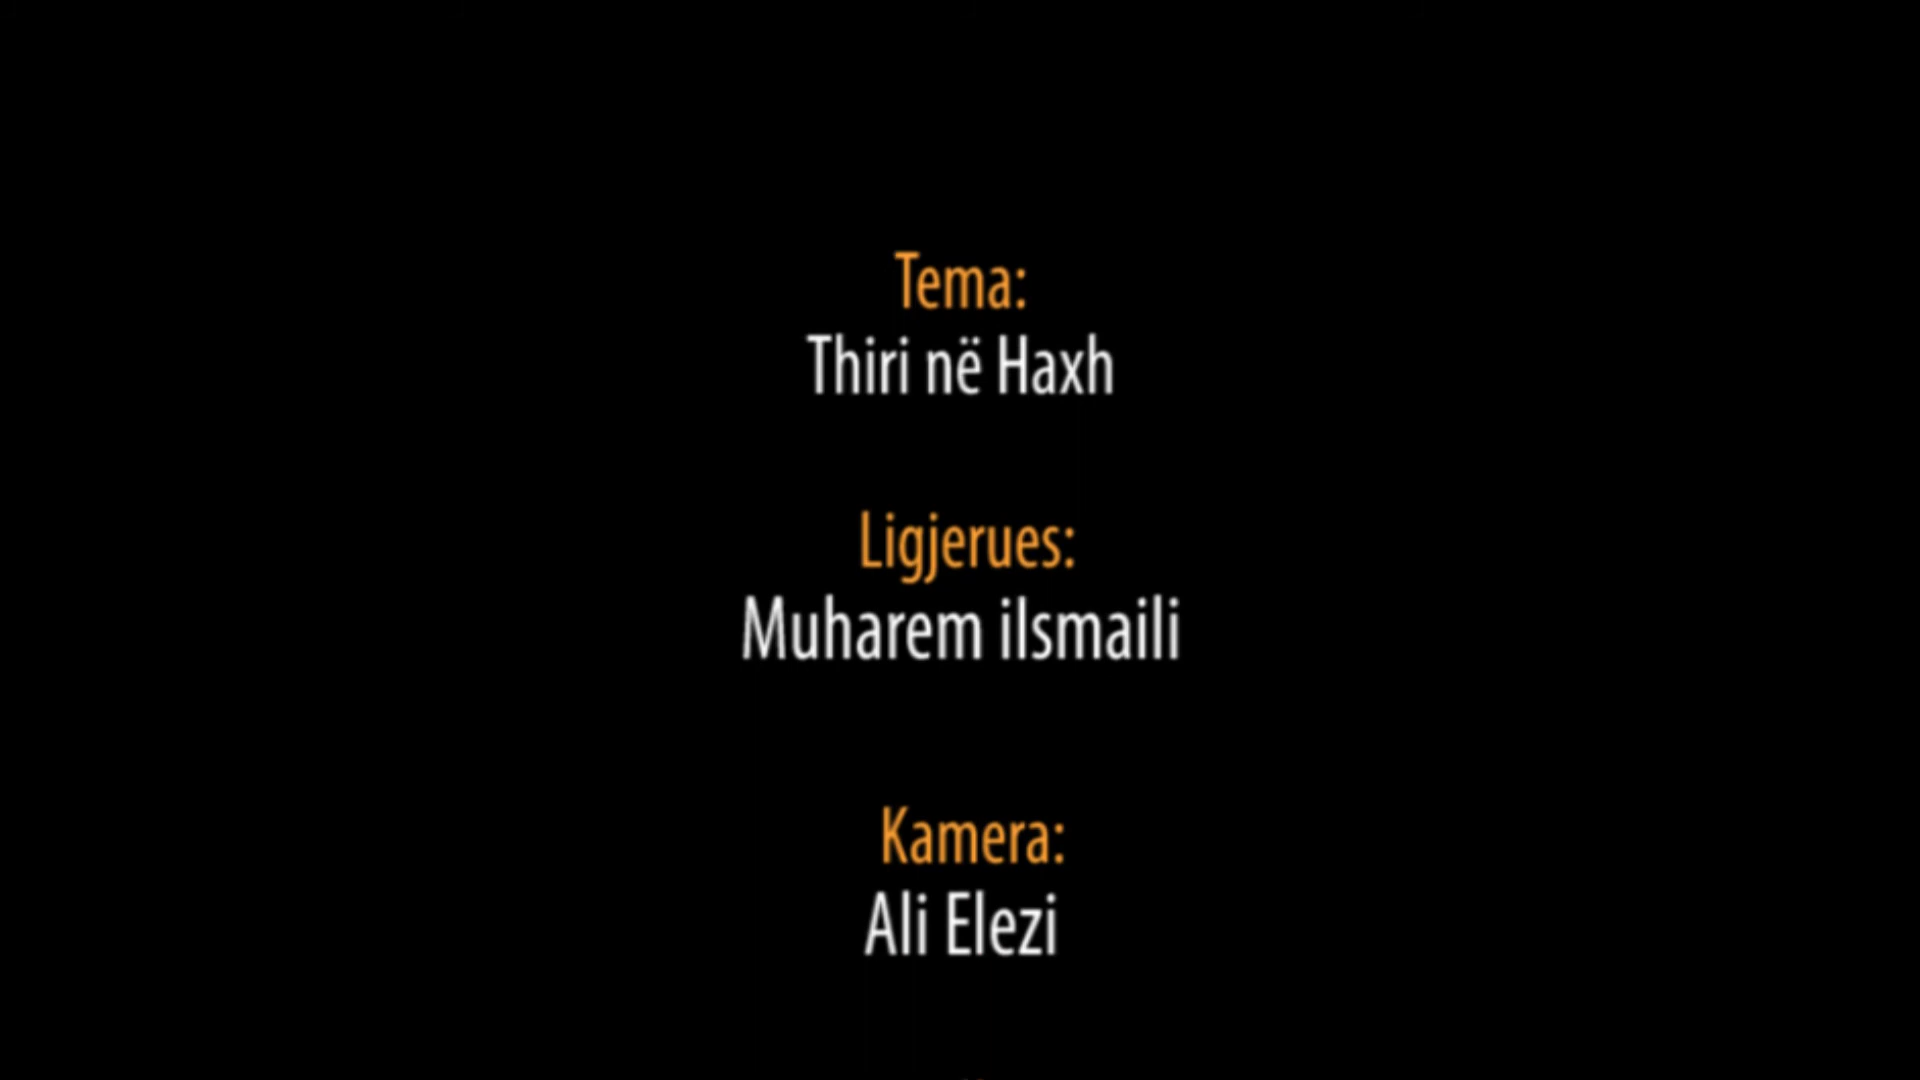 Tema:
Thiri në Haxh
Ligjerues:
Muharem ilsmaili
Kamera:
Ali Elezi